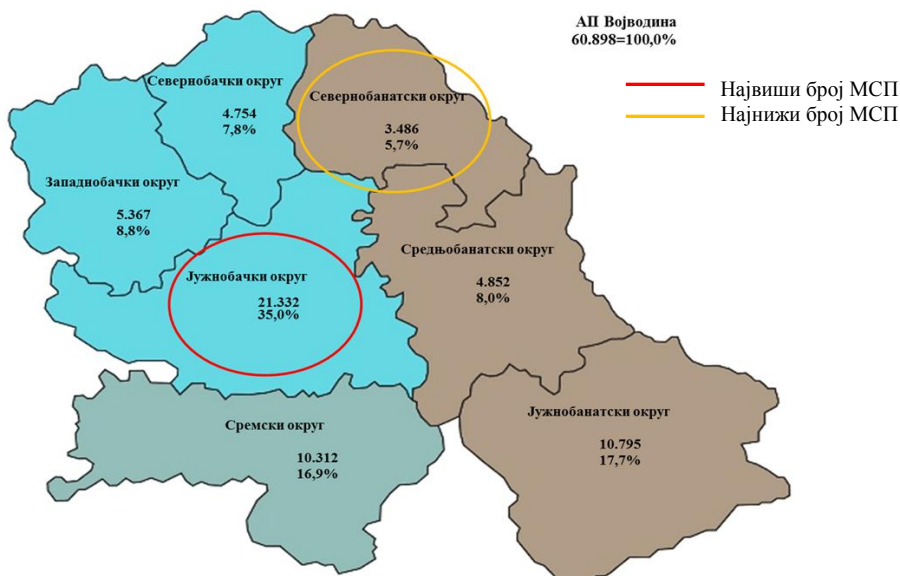 АП Војводина
60.898=100,0%
Највиши број МСП
Најнижи број МСП
Севернобачки округ
4.754
7,8%
Севернобанатски округ
3.486
5,7%
Западнобачки округ
5.367
8,8%
Јужнобачки округ
21.332
35,0%
Средњобанатски округ
4.852
8,0%
Сремски округ
10.312
16,9%
Јужнобанатски округ
10.795
17,7%